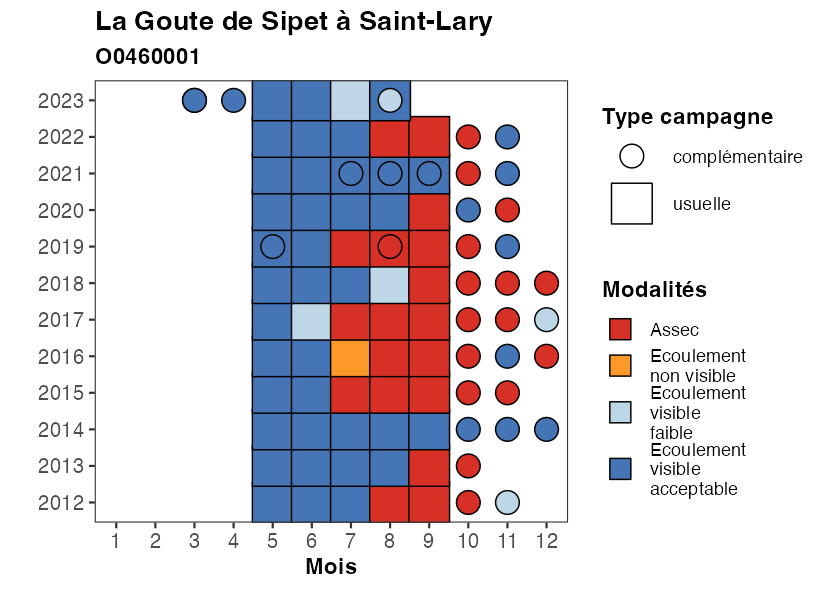 La Goute de Sipet à Saint-Lary
O0460001
2023
2022
2021
2020
2019
2018
2017
2016
2015
2014
2013
2012
1 2 3 4 5 6 7 8 9 10 11 12
Mois
Type campagne
complémentaire
usuelle
Modalités
Assec
Ecoulement
non visible
Ecoulement
visible
faible
Ecoulement
visible
acceptable